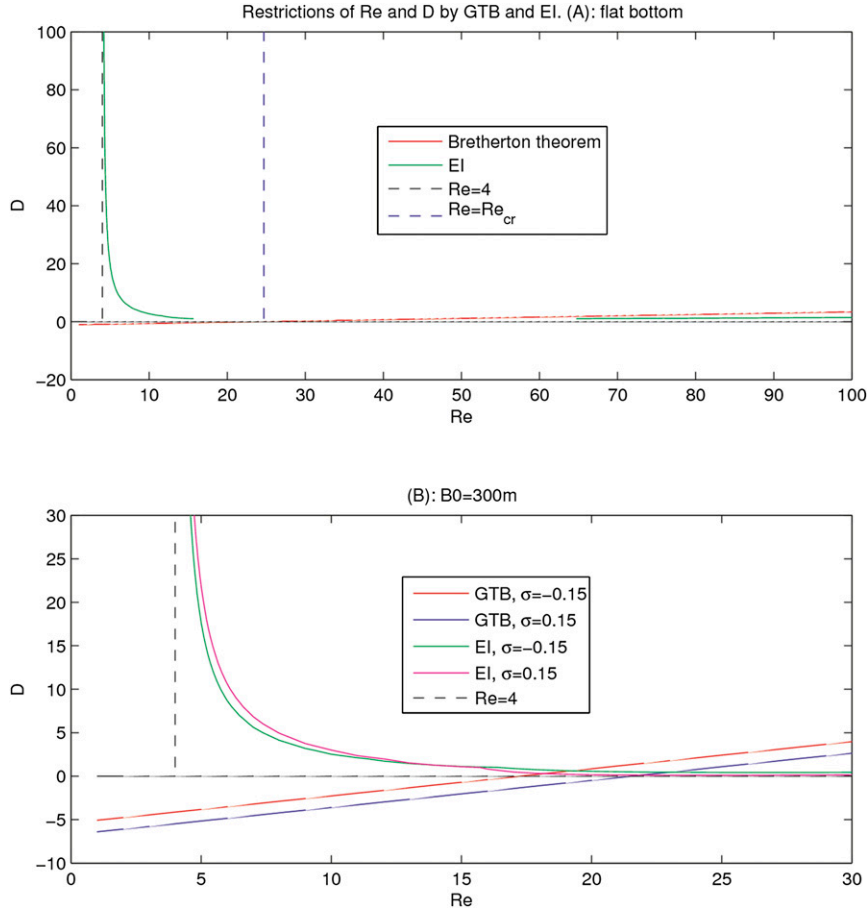 Restrictions of Re and D by GTB and EI. (A): flat bottom
100
80
60
40
20
0
−20
D
Bretherton theorem
EI
Re=4
Re=Re_cr
0 10 20 30 40 50 60 70 80 90 100
Re
(B): B0=300m
30
25
20
15
10
5
0
−5
−10
D
GTB, σ=−0.15
GTB, σ=0.15
EI, σ=−0.15
EI, σ=0.15
Re=4
0 5 10 15 20 25 30
Re